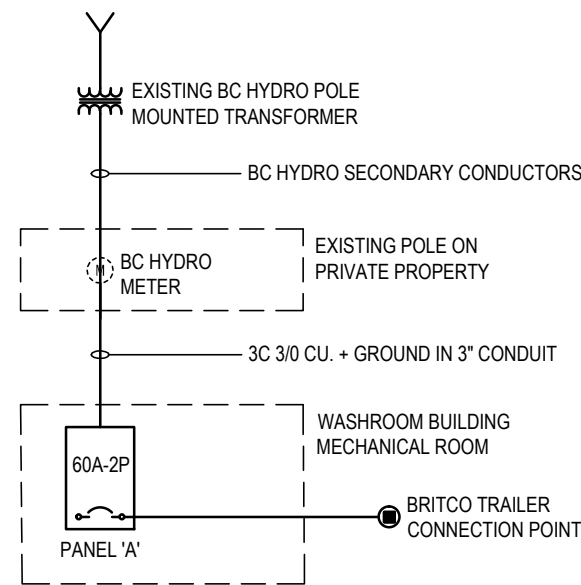 EXISTING BC HYDRO POLE
MOUNTED TRANSFORMER
BC HYDRO SECONDARY CONDUCTORS
EXISTING POLE ON
PRIVATE PROPERTY
M
BC HYDRO
METER
3C 3/0 CU. + GROUND IN 3" CONDUIT
WASHROOM BUILDING
MECHANICAL ROOM
60A-2P
BRITCO TRAILER
CONNECTION POINT
PANEL 'A'